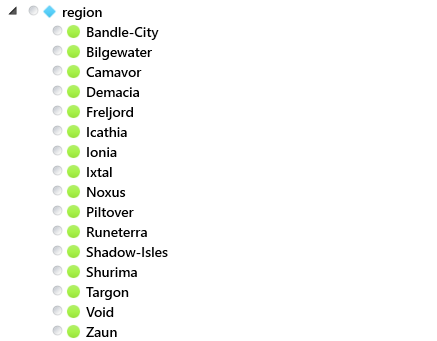 region
Bandle-City
Bilgewater
Camavor
Demacia
Freljord
Icathia
Ionia
Ixtal
Noxus
Piltover
Runeterra
Shadow-Isles
Shurima
Targon
Void
Zaun